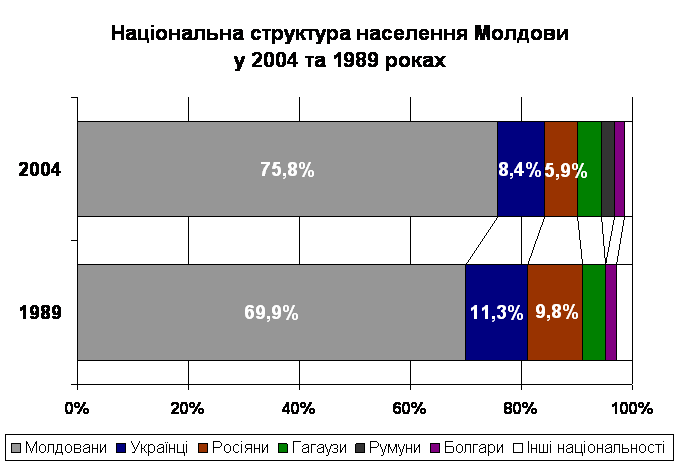 Національна структура населення Молдови
у 2004 та 1989 роках
2004
75,8%
8,4%
5,9%
1989
69,9%
11,3%
9,8%
0%
20%
40%
60%
80%
100%
Молдовани
Українці
Росіяни
Гагаузи
Румуни
Болгари
Інші національності